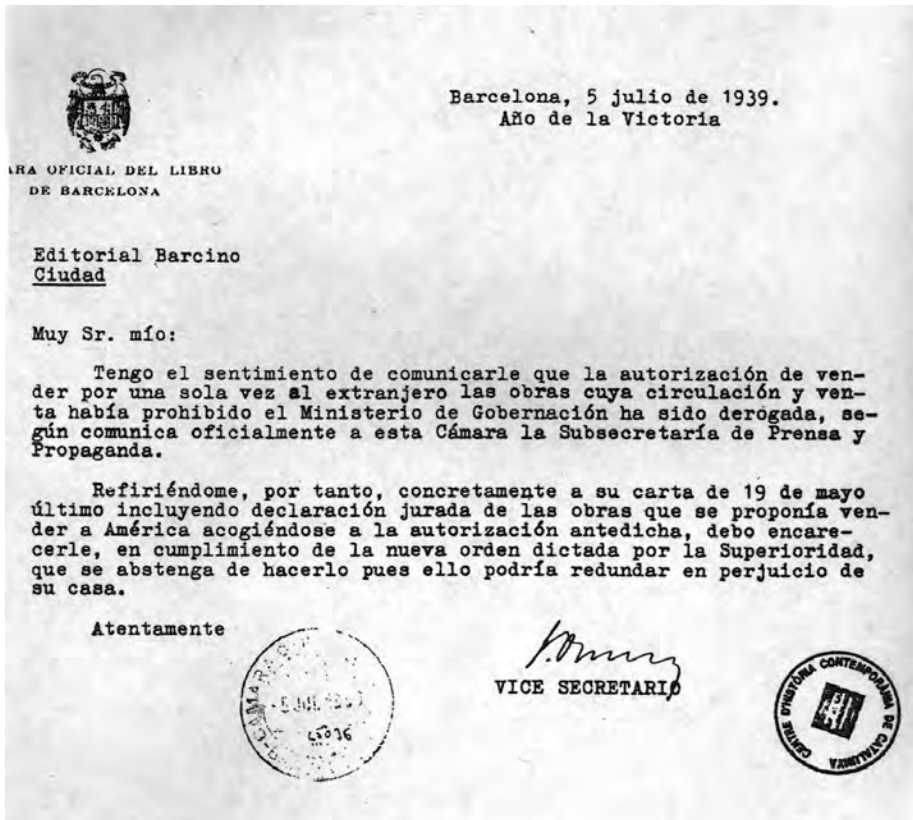 Barcelona, 5 julio de 1939.
Año de la Victoria
ARA OFICIAL DEL LIBRO
DE BARCELONA
Editorial Barcino
Ciudad
Muy Sr. mío:
Tengo el sentimiento de comunicarle que la autorización de ven-
der por una sola vez al extranjero las obras cuya circulación y ven-
ta había prohibido el Ministerio de Gobernación ha sido derogada, se-
gún comunica oficialmente a esta Cámara la Subsecretaría de Prensa y
Propaganda.
Refiriéndome, por tanto, concretamente a su carta de 19 de mayo
último incluyendo declaración jurada de las obras que se proponía ven-
der a América acogiéndose a la autorización antedicha, debo encare-
cerle, en cumplimiento de la nueva orden dictada por la Superioridad,
que se abstenga de hacerlo pues ello podría redundar en perjuicio de
su casa.
Atentamente
VICE SECRETARIO
CAMARA
5 JUL
CENTRE D'HISTÒRIA CONTEMPORÀNIA DE CATALUNYA